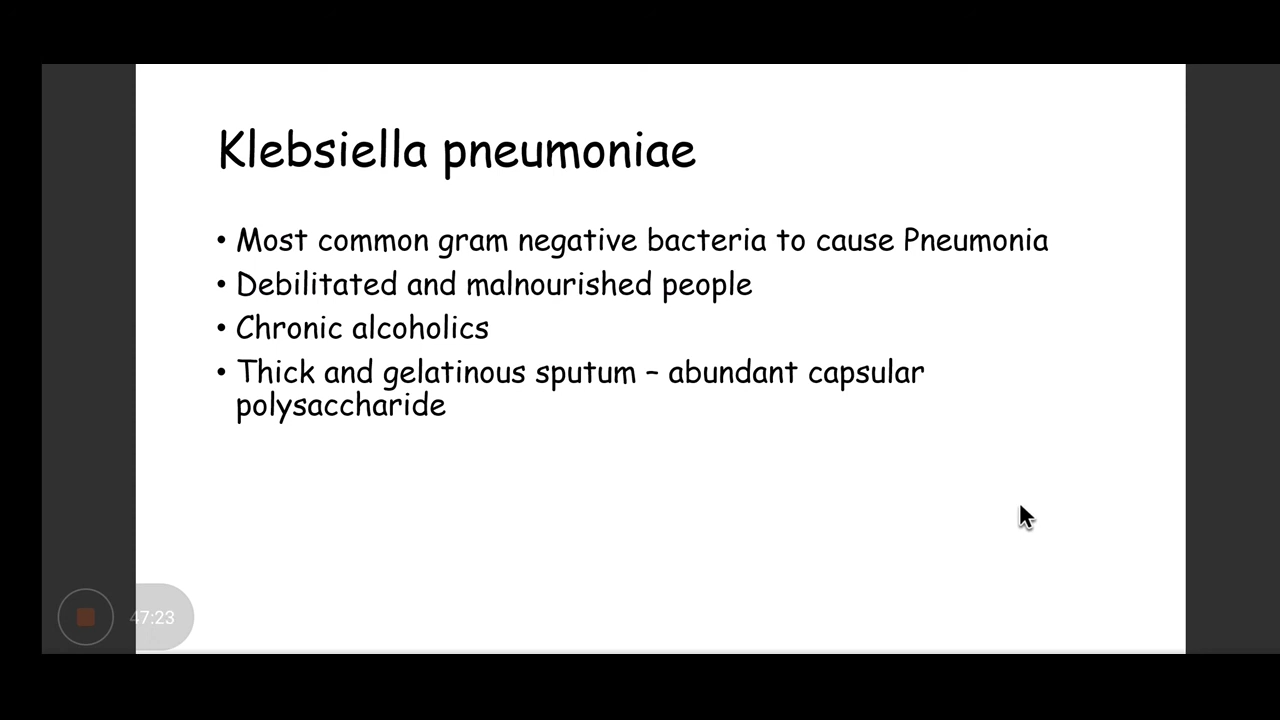 Klebsiella pneumoniae
• Most common gram negative bacteria to cause Pneumonia
• Debilitated and malnourished people
• Chronic alcoholics
• Thick and gelatinous sputum – abundant capsular
polysaccharide
47:23